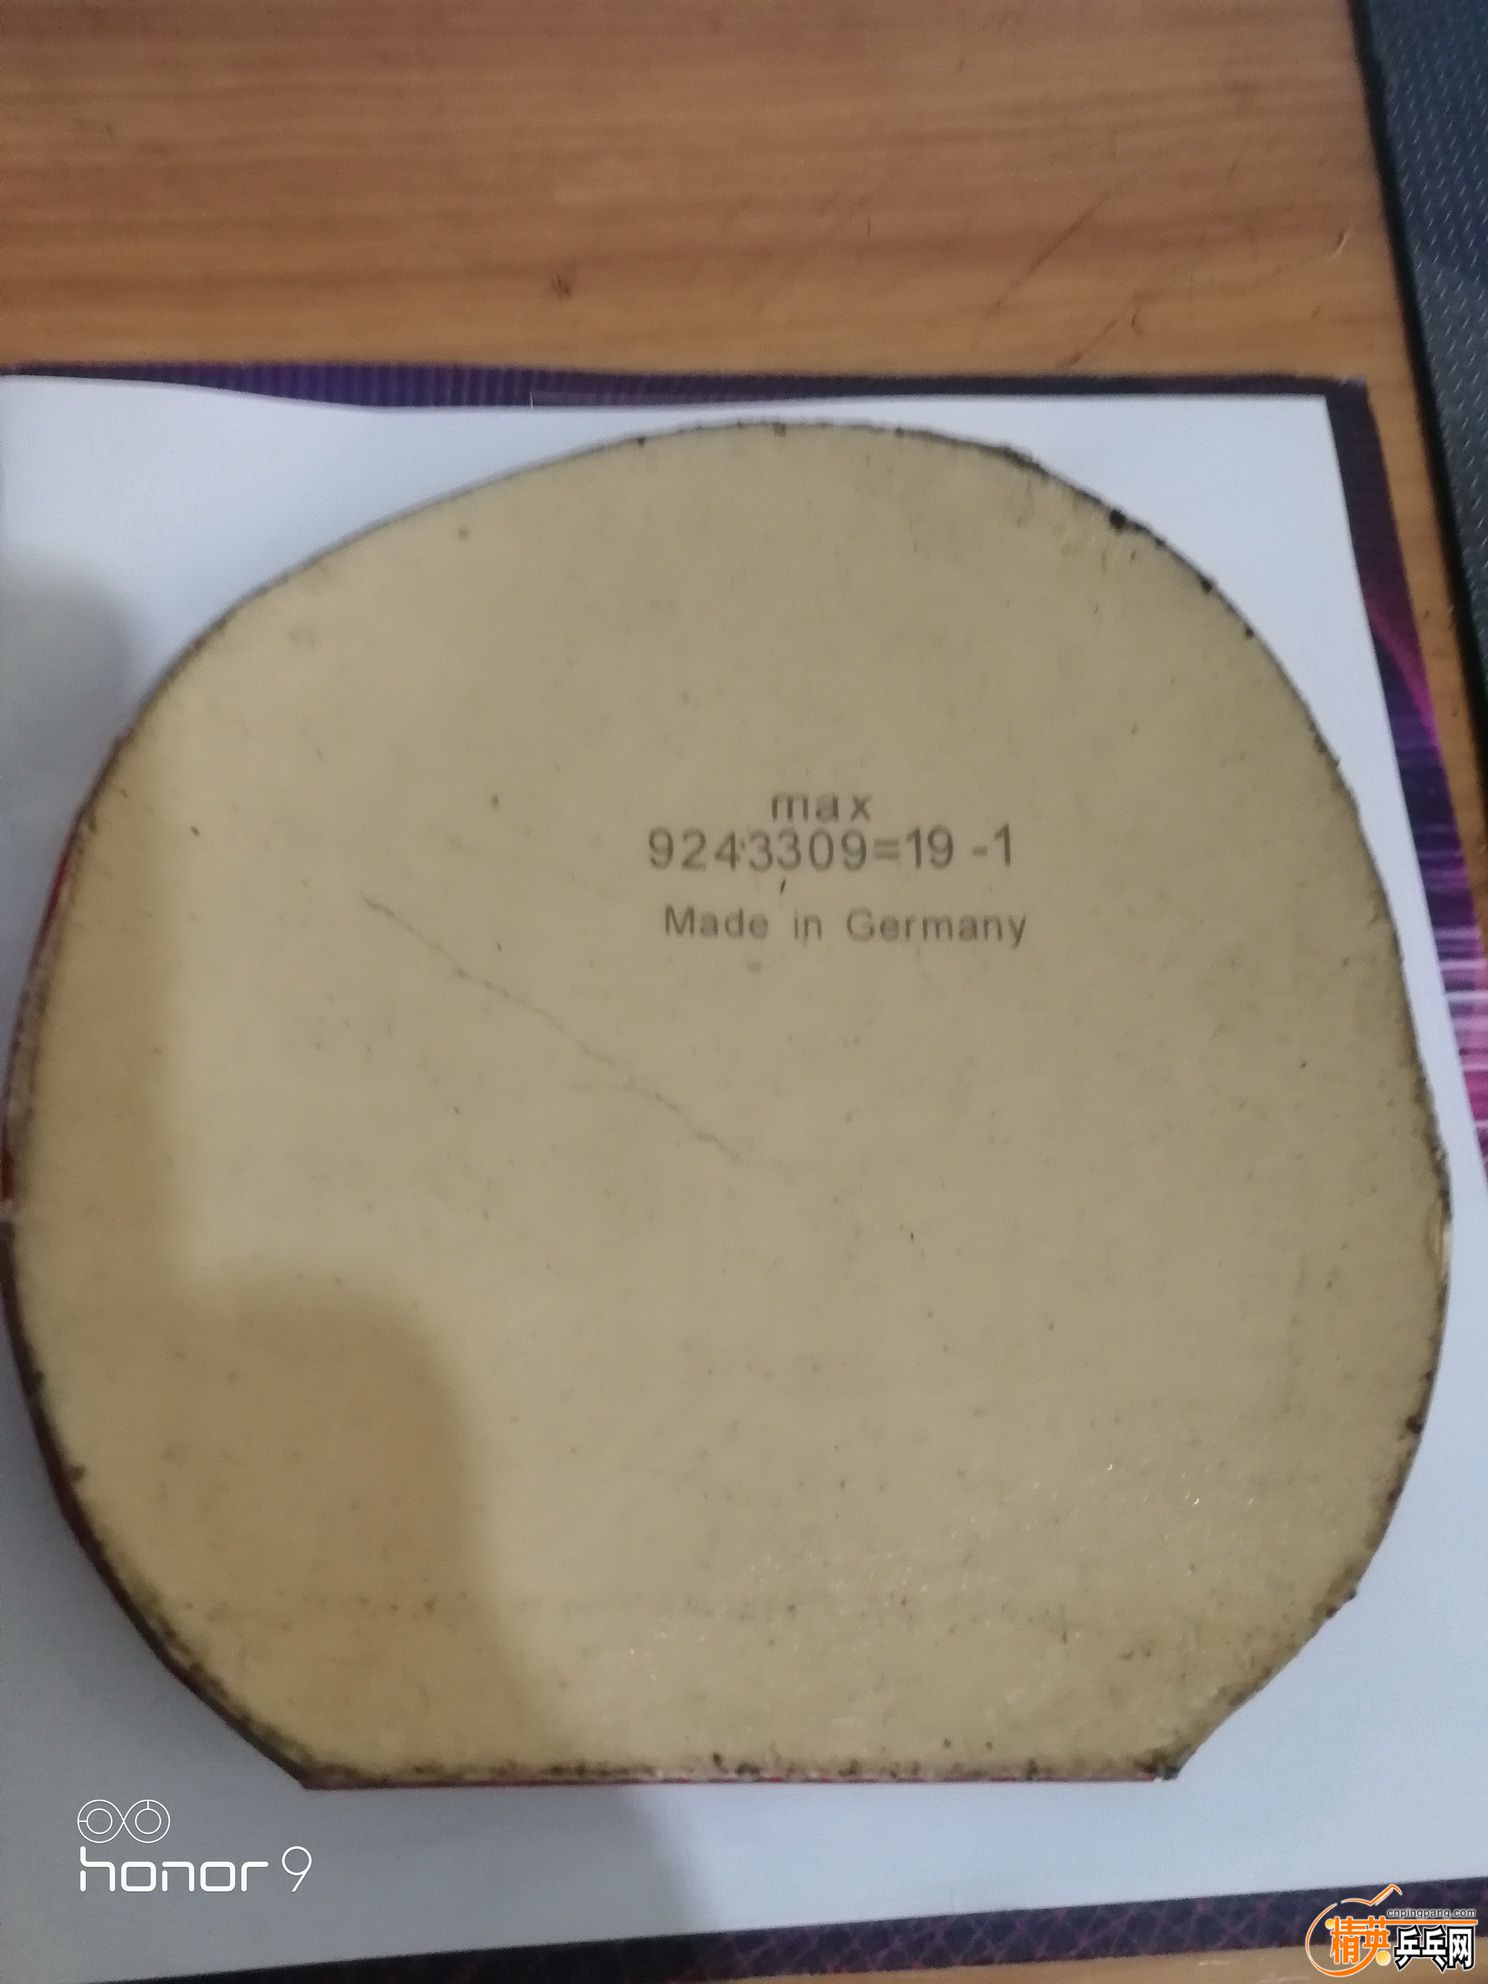 max
9243309=19 -1
Made in Germany
honor 9
cnpingpang.com
精英乒乓网